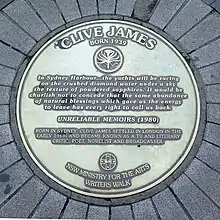 CLIVE JAMES
BORN 1939
In Sydney Harbour... the yachts will be racing
on the crushed diamond water under a sky
the texture of powdered sapphires. It would be
churlish not to concede that the same abundance
of natural blessings which gave us the energy
to leave has every right to call us back.
UNRELIABLE MEMOIRS (1980)
BORN IN SYDNEY, CLIVE JAMES SETTLED IN LONDON IN THE
EARLY 1960s AND BECAME KNOWN AS A TV AND LITERARY
CRITIC, POET, NOVELIST AND BROADCASTER.
NSW MINISTRY FOR THE ARTS
WRITERS WALK